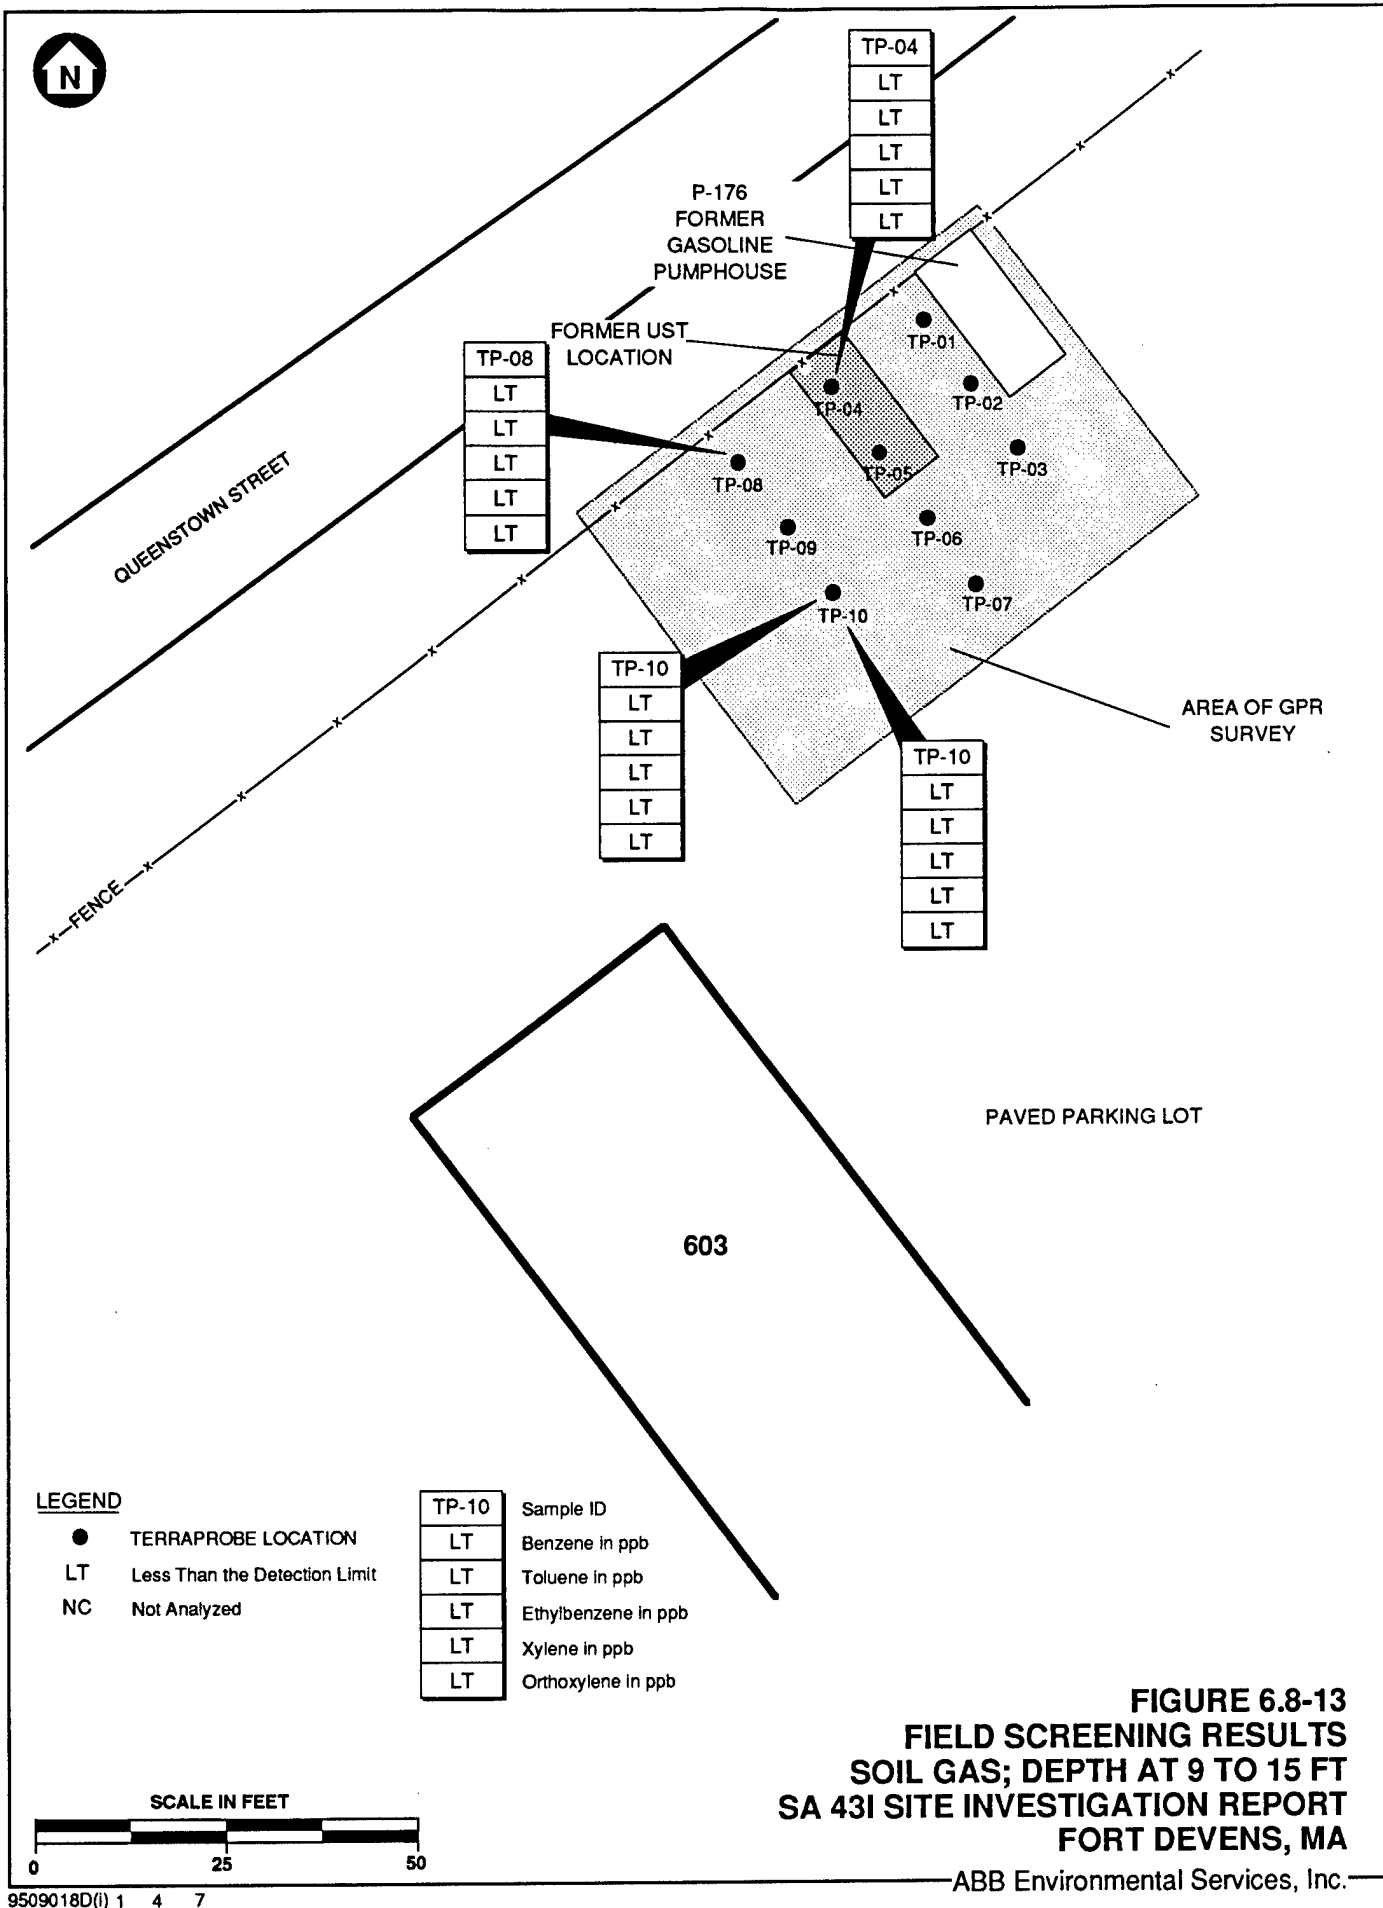 N
TP-04
LT
LT
LT
LT
LT
P-176
FORMER
GASOLINE
PUMPHOUSE
FORMER UST
LOCATION
TP-08
LT
LT
LT
LT
LT
TP-01
TP-02
TP-03
TP-04
TP-05
TP-06
TP-07
TP-08
TP-09
TP-10
QUEENSTOWN STREET
TP-10
LT
LT
LT
LT
LT
TP-10
LT
LT
LT
LT
LT
AREA OF GPR
SURVEY
x FENCE x x x x x x x x x x x x
PAVED PARKING LOT
603
LEGEND
TERRAPROBE LOCATION
LT Less Than the Detection Limit
NC Not Analyzed
TP-10 Sample ID
LT Benzene in ppb
LT Toluene in ppb
LT Ethylbenzene in ppb
LT Xylene in ppb
LT Orthoxylene in ppb
SCALE IN FEET
0 25 50
FIGURE 6.8-13
FIELD SCREENING RESULTS
SOIL GAS; DEPTH AT 9 TO 15 FT
SA 43I SITE INVESTIGATION REPORT
FORT DEVENS, MA
ABB Environmental Services, Inc.
9509018D(i) 1 4 7